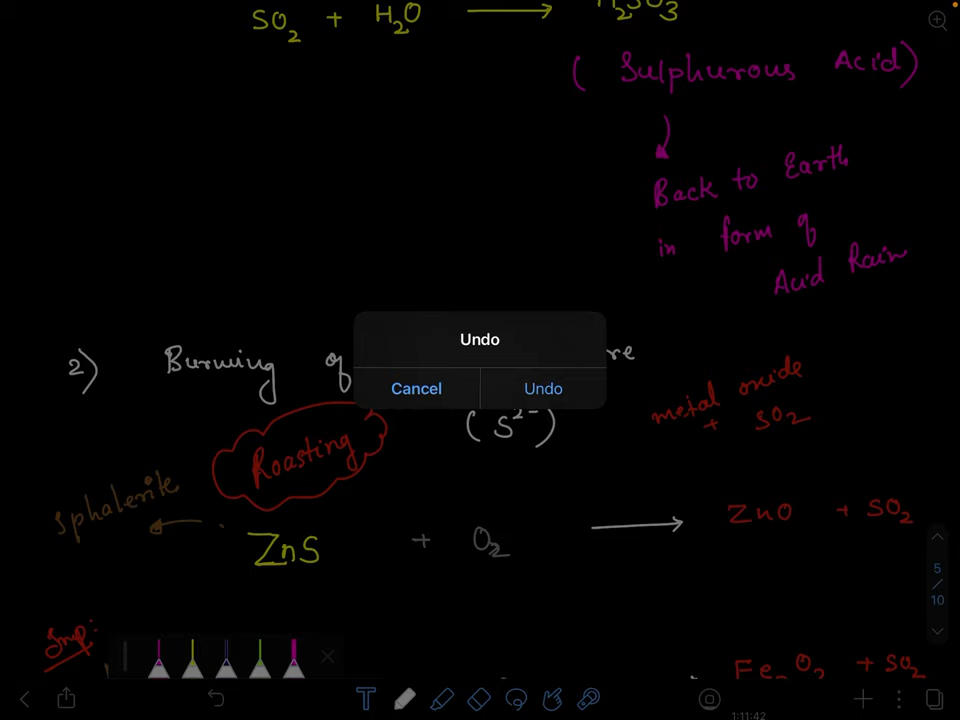 SO2 + H2O ⟶ H2SO3
( Sulphurous Acid)
Back to Earth
in form of
Acid Rain
Undo
Cancel Undo
2) Burning of re
(S2-)
metal oxide
+ SO2
Roasting
Sphalerite
ZnS + O2 ⟶ ZnO + SO2
Imp:
Fe2O3 + SO2
5
/
10
T
1:11:42